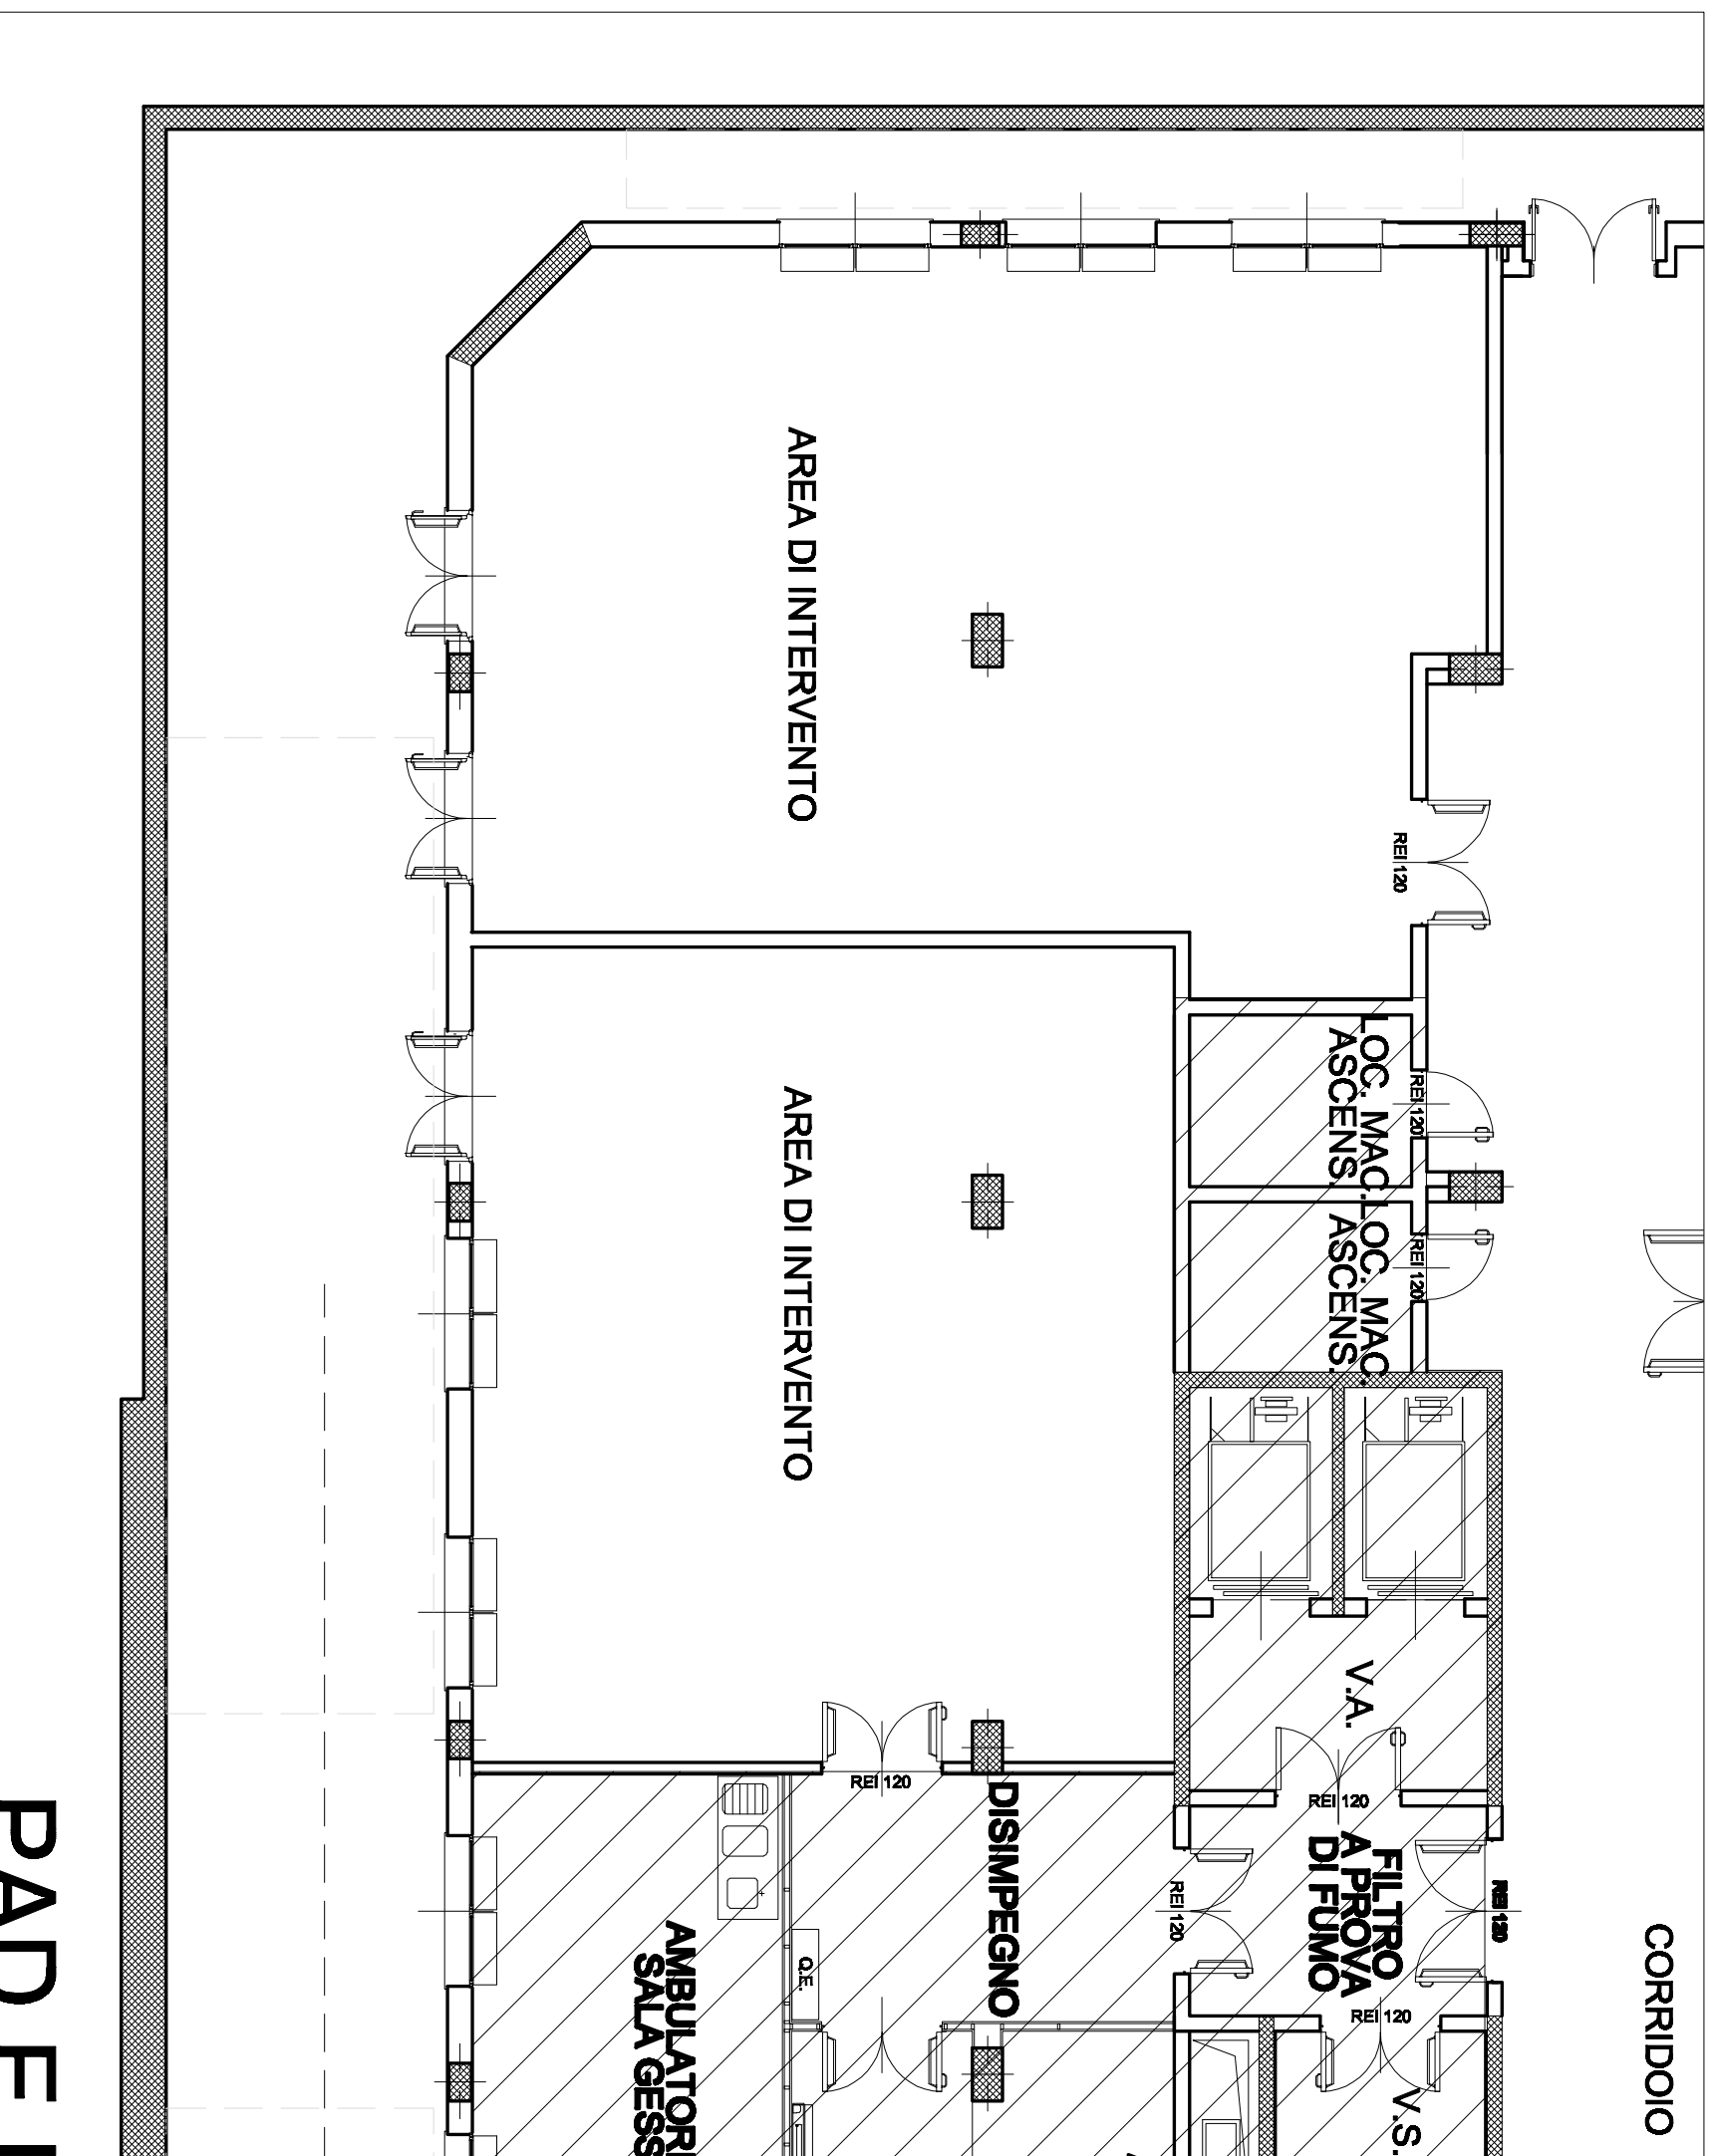 CORRIDOIO
REI 120
LOC. MAC.
ASCENS.
REI 120
LOC. MAC.
ASCENS.
REI 120
V.A.
REI 120
FILTRO
A PROVA
DI FUMO
REI 120
REI 120
REI 120
V.S.
AREA DI INTERVENTO
AREA DI INTERVENTO
REI 120
DISIMPEGNO
Q.E.